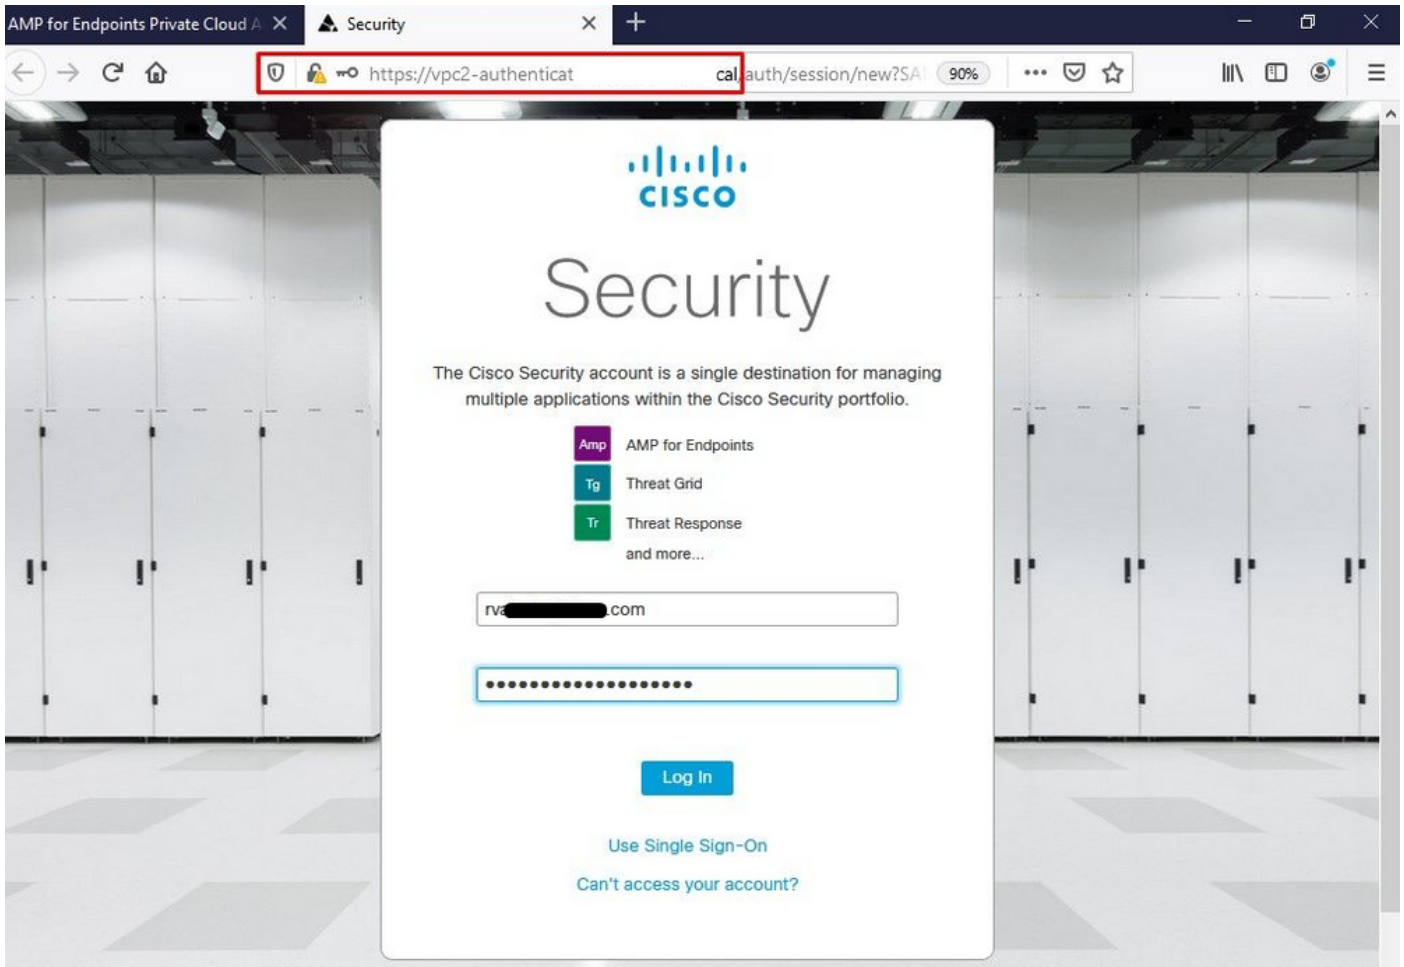 AMP for Endpoints Private Cloud A
Security
https://vpc2-authenticat cal/auth/session/new?SA
90%
CISCO
Security
The Cisco Security account is a single destination for managing
multiple applications within the Cisco Security portfolio.
Amp AMP for Endpoints
Tg Threat Grid
Tr Threat Response
and more...
rva .com
Log In
Use Single Sign-On
Can't access your account?